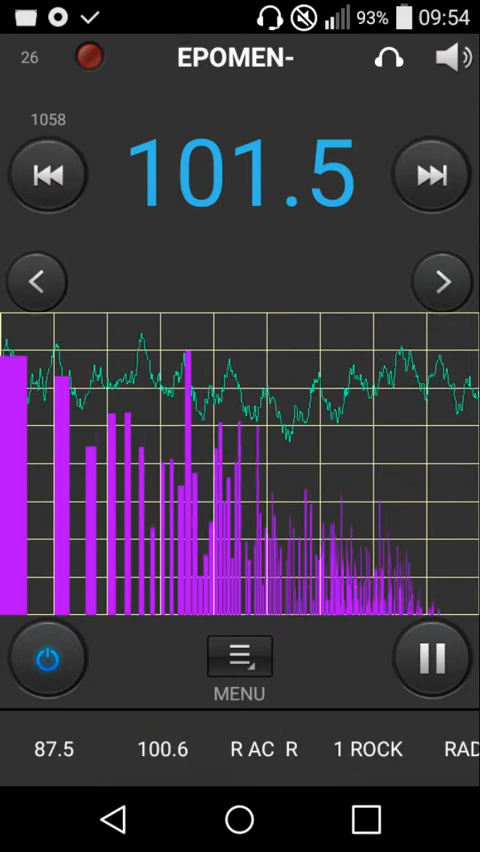 93% 09:54
26 EPOMEN-
1058
101.5
MENU
87.5 100.6 R AC R 1 ROCK RAD